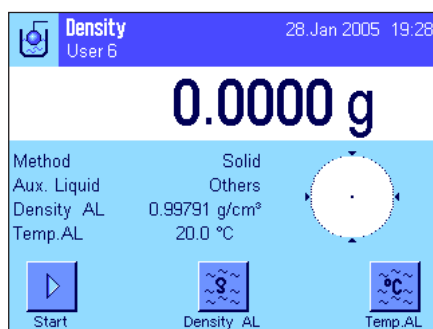 Density 28.Jan 2005 19:28
User 6
0.0000 g
Method Solid
Aux. Liquid Others
Density AL 0.99791 g/cm³
Temp.AL 20.0 °C
°C
Start Density AL Temp.AL